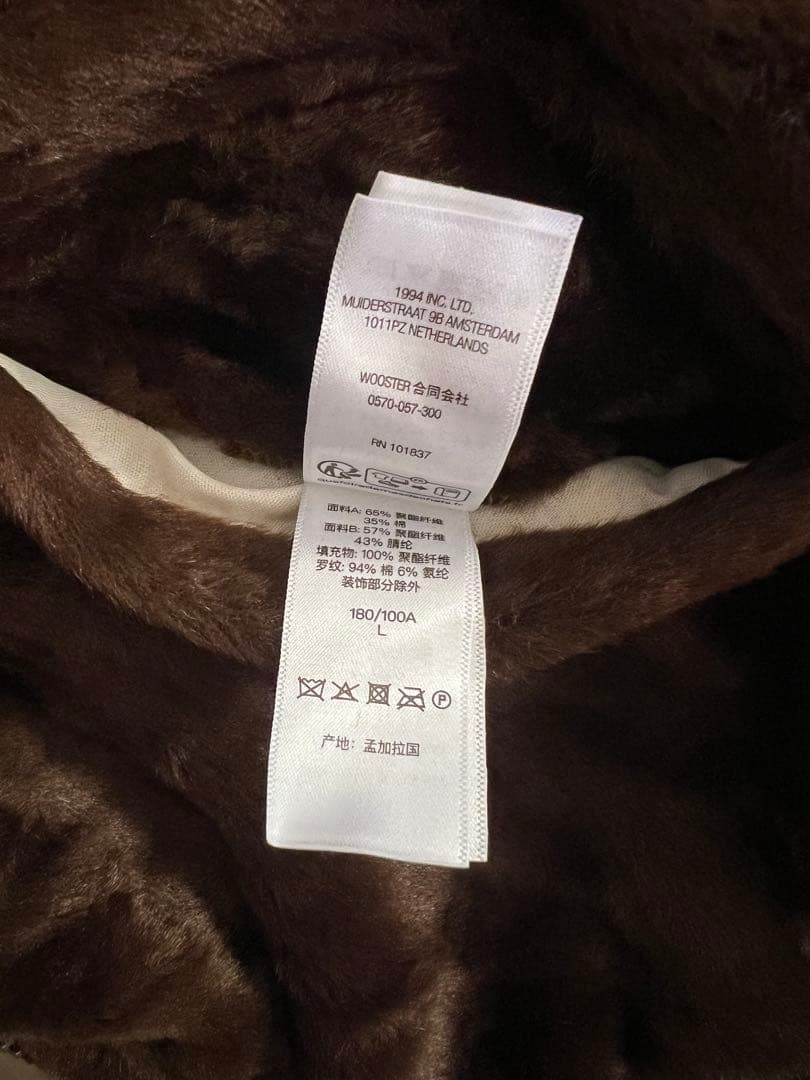 1994 INC. LTD.
MUIDERSTRAAT 9B AMSTERDAM
1011PZ NETHERLANDS
WOOSTER合同会社
0570-057-300
RN 101837
quefairedemesdechets.fr
面料A: 65% 聚酯纤维
35% 棉
面料B: 57% 聚酯纤维
43% 腈纶
填充物: 100% 聚酯纤维
罗纹: 94% 棉 6% 氨纶
装饰部分除外
180/100A
L
P
产地: 孟加拉国